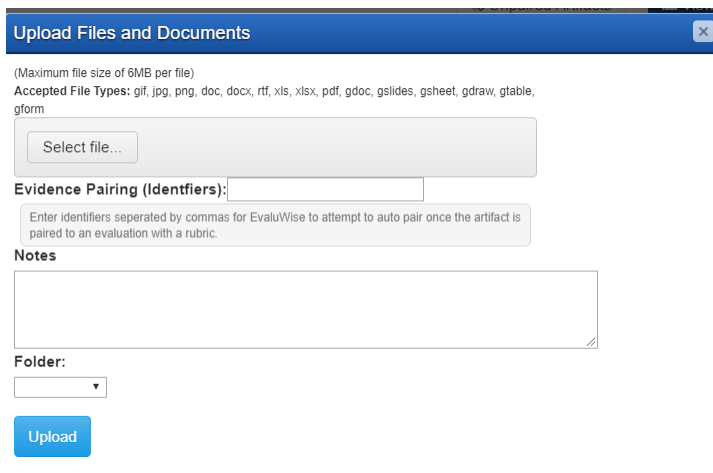 Unpaired Artifacts
Upload Files and Documents
(Maximum file size of 6MB per file)
Accepted File Types: gif, jpg, png, doc, docx, rtf, xls, xlsx, pdf, gdoc, gslides, gsheet, gdraw, gtable,
gform
Select file...
Evidence Pairing (Identfiers):
Enter identifiers seperated by commas for EvaluWise to attempt to auto pair once the artifact is
paired to an evaluation with a rubric.
Notes
Folder:
Upload